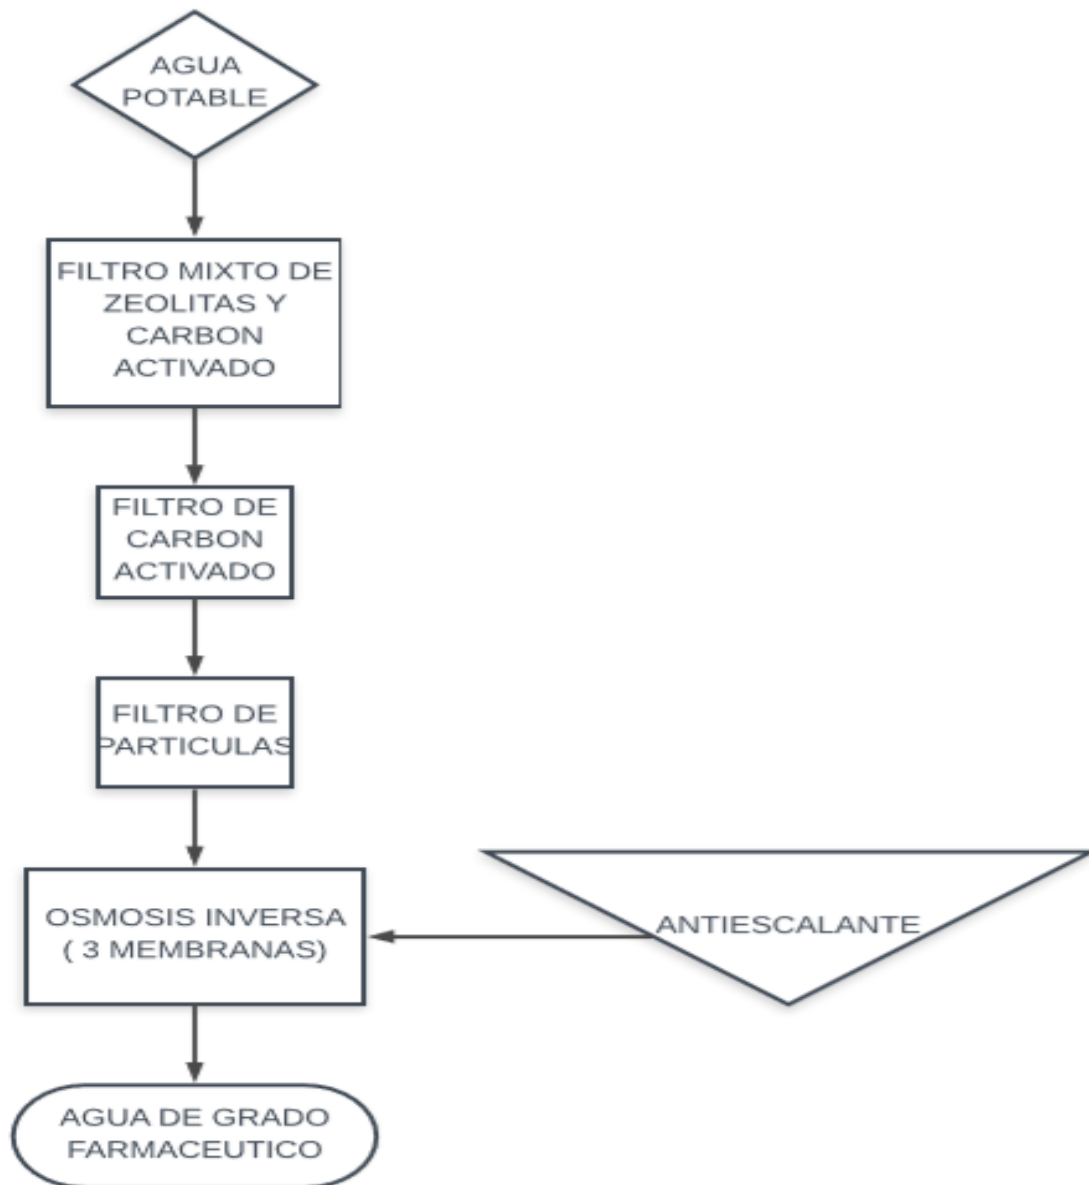 AGUA
POTABLE
FILTRO MIXTO DE
ZEOLITAS Y
CARBON
ACTIVADO
FILTRO DE
CARBON
ACTIVADO
FILTRO DE
PARTICULAS
OSMOSIS INVERSA
( 3 MEMBRANAS)
ANTIESCALANTE
AGUA DE GRADO
FARMACEUTICO